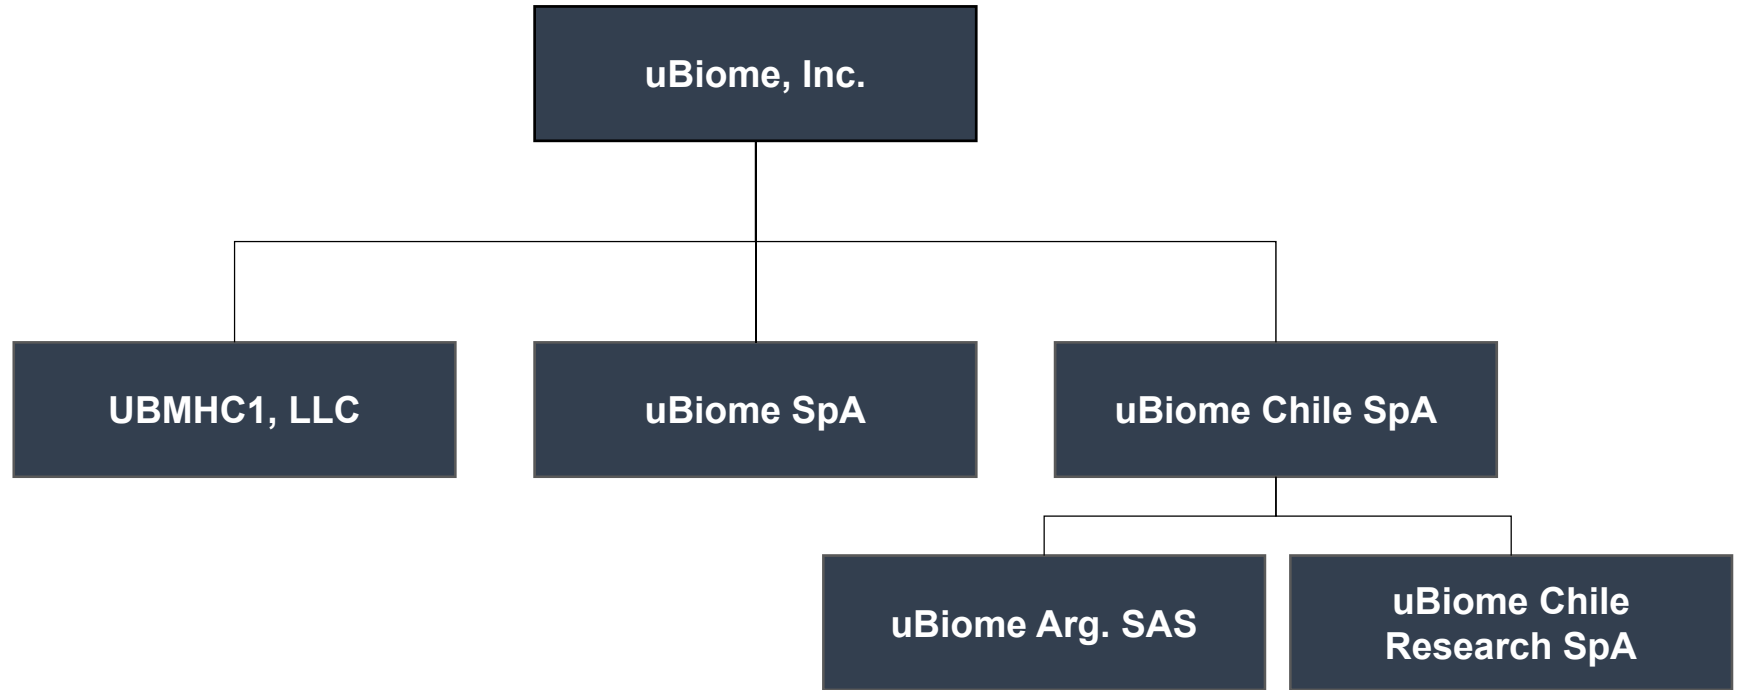 uBiome, Inc.
UBMHC1, LLC
uBiome SpA
uBiome Chile SpA
uBiome Arg. SAS
uBiome Chile
Research SpA